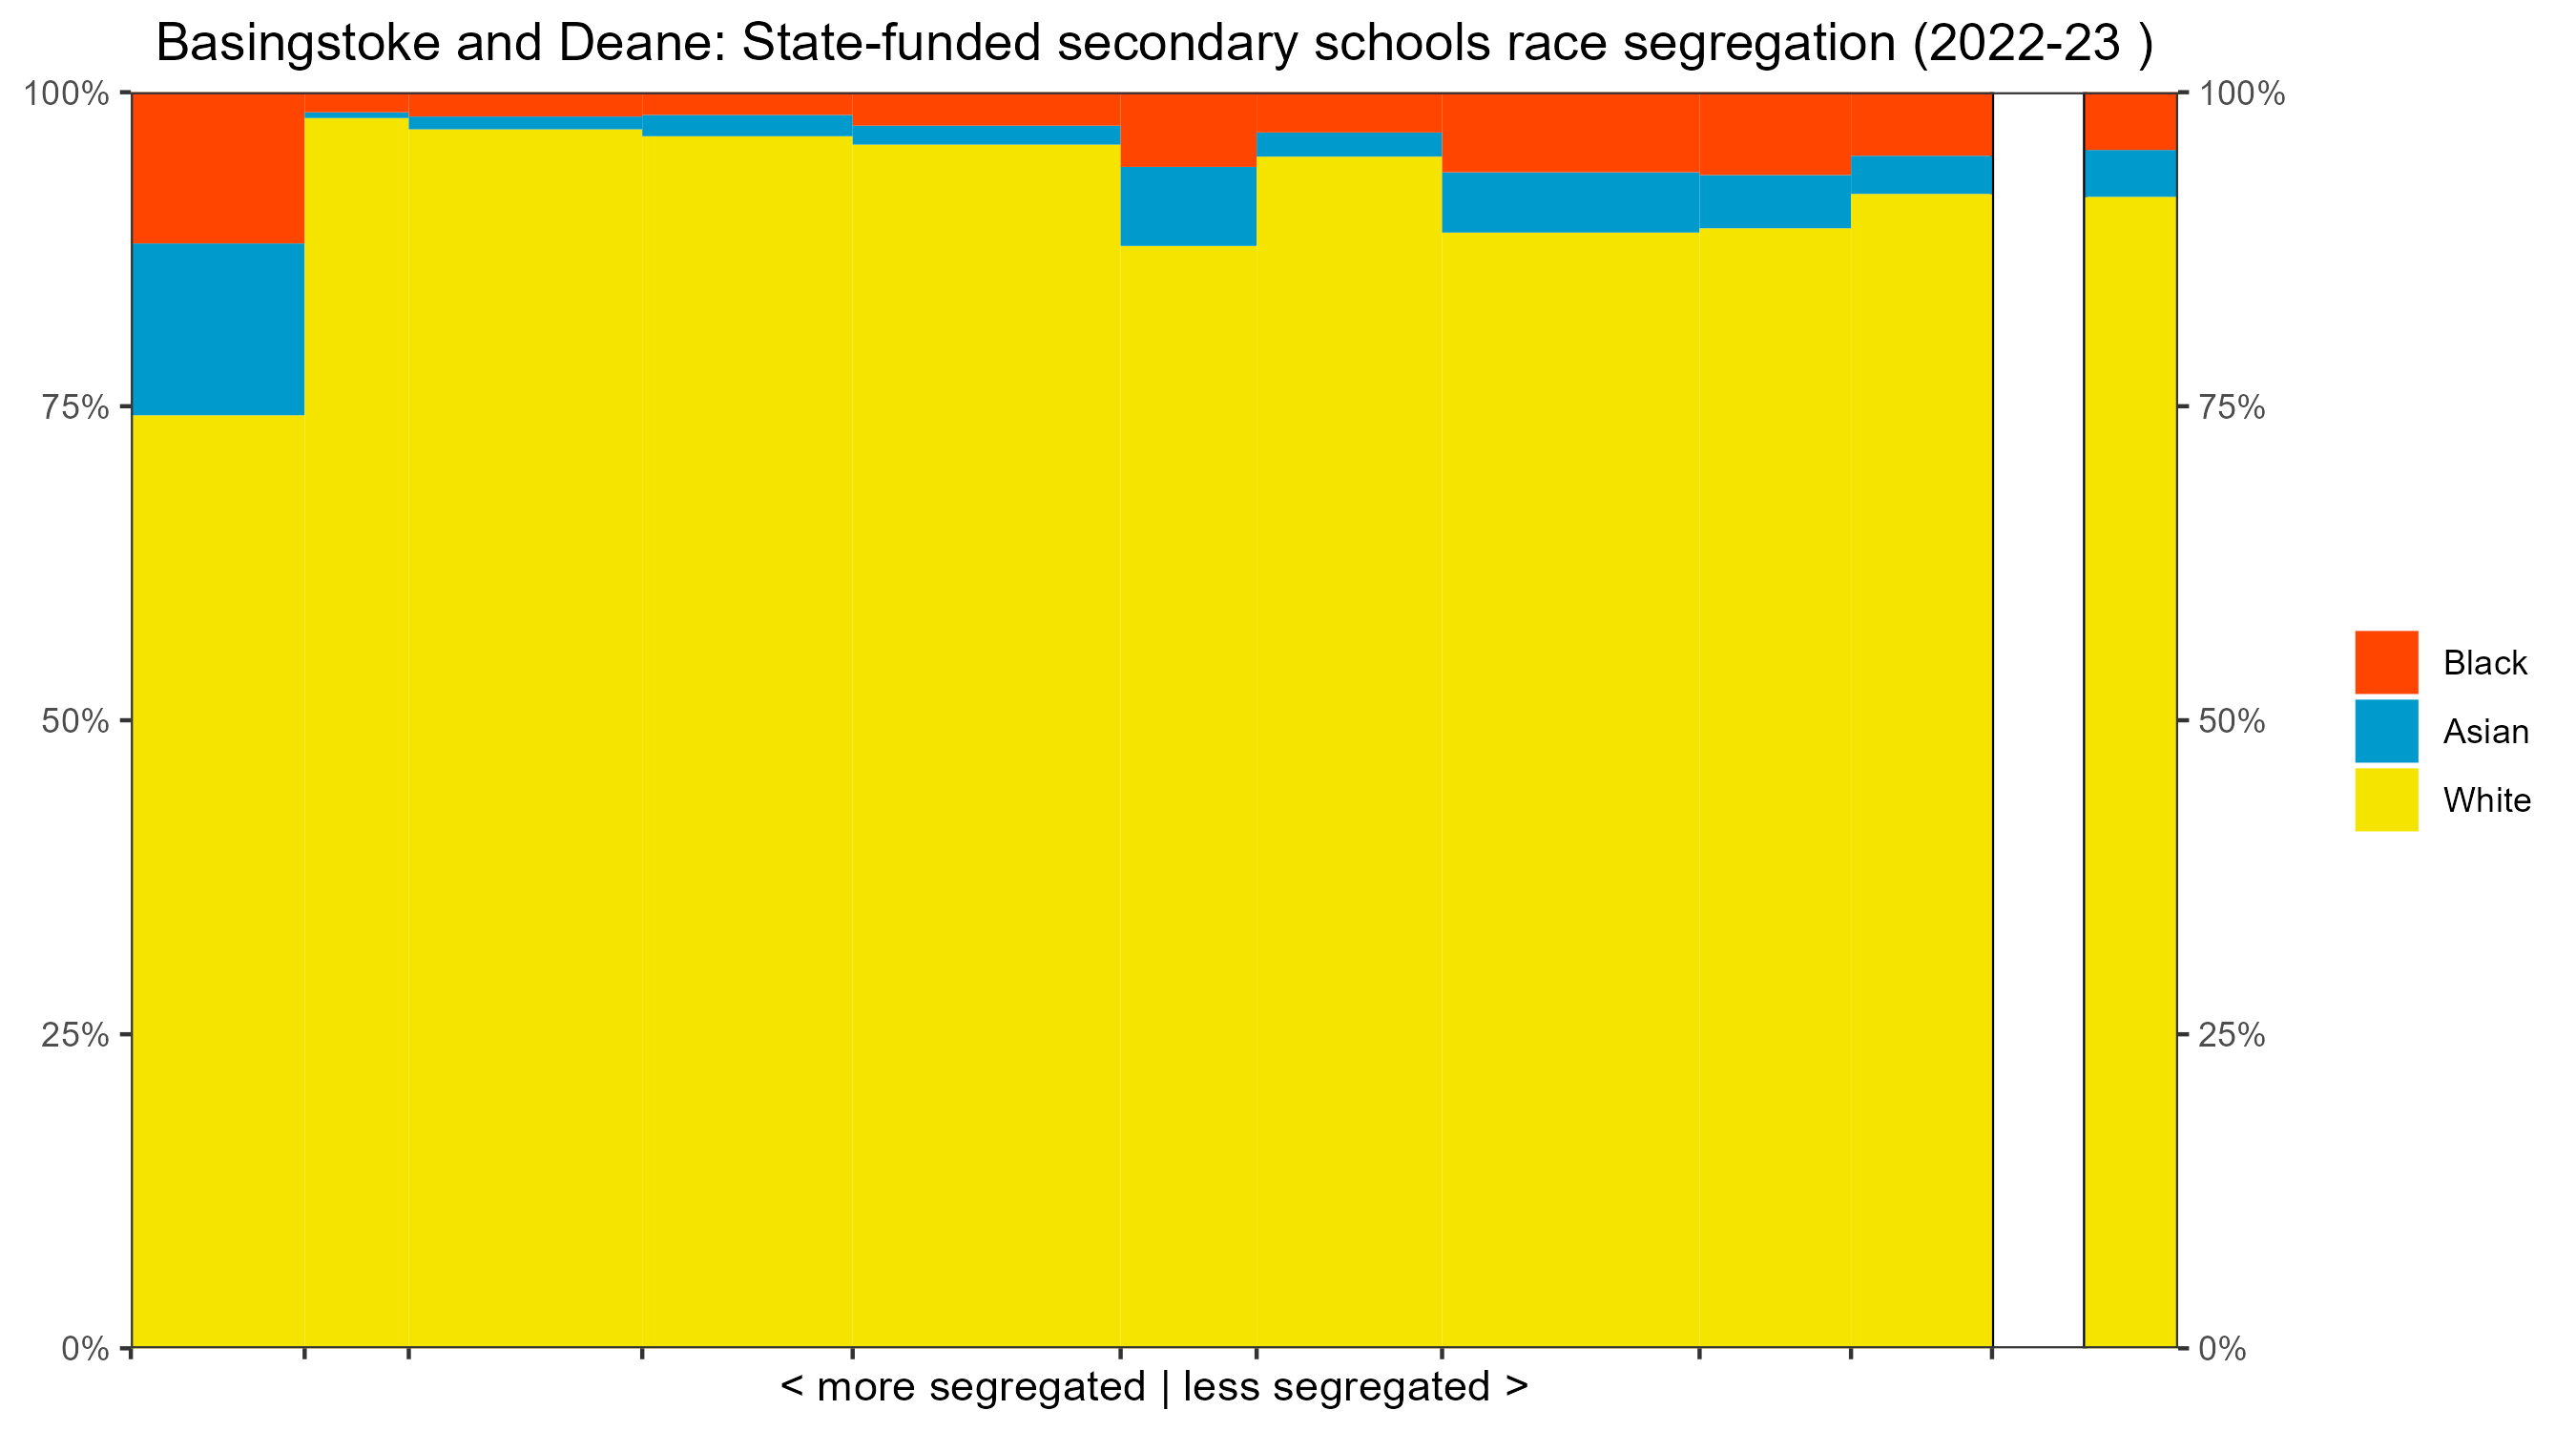 Basingstoke and Deane: State-funded secondary schools race segregation (2022-23 )
100%
75%
50%
25%
0%
100%
75%
50%
25%
0%
Black
Asian
White
< more segregated | less segregated >